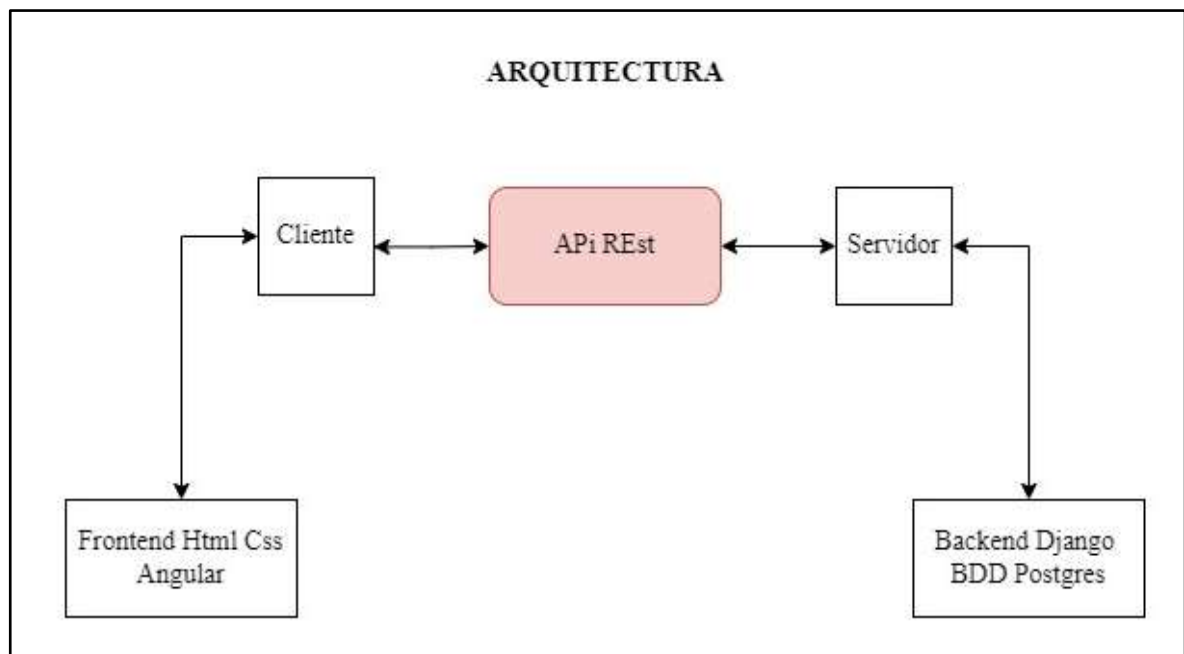 ARQUITECTURA
Cliente
APi REst
Servidor
Frontend Html Css
Angular
Backend Django
BDD Postgres